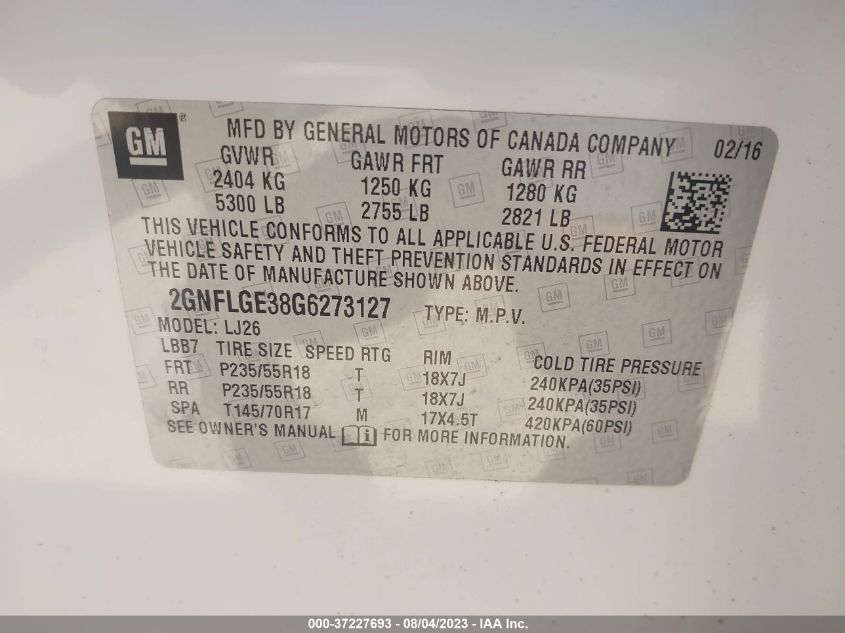 GM ®
MFD BY GENERAL MOTORS OF CANADA COMPANY 02/16
GVWR GAWR FRT GAWR RR
2404 KG 1250 KG 1280 KG
5300 LB 2755 LB 2821 LB
THIS VEHICLE CONFORMS TO ALL APPLICABLE U.S. FEDERAL MOTOR
VEHICLE SAFETY AND THEFT PREVENTION STANDARDS IN EFFECT ON
THE DATE OF MANUFACTURE SHOWN ABOVE.
2GNFLGE38G6273127 TYPE: M.P.V.
MODEL: LJ26
LBB7 TIRE SIZE SPEED RTG RIM COLD TIRE PRESSURE
FRT P235/55R18 T 18X7J 240KPA(35PSI)
RR P235/55R18 T 18X7J 240KPA(35PSI)
SPA T145/70R17 M 17X4.5T 420KPA(60PSI)
SEE OWNER'S MANUAL FOR MORE INFORMATION.
000-37227693 - 08/04/2023 - IAA Inc.